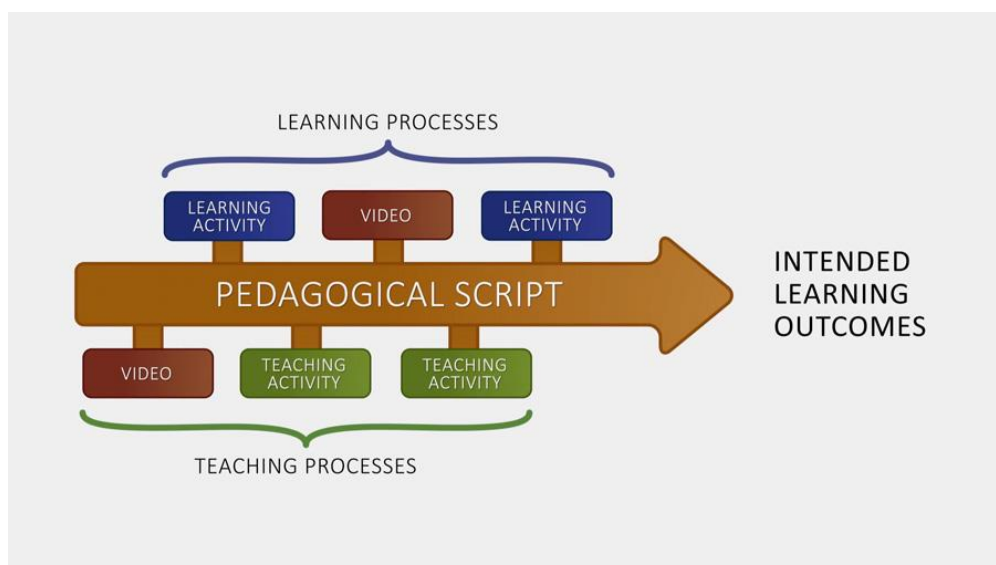 LEARNING PROCESSES
LEARNING
ACTIVITY
VIDEO
LEARNING
ACTIVITY
PEDAGOGICAL SCRIPT
INTENDED
LEARNING
OUTCOMES
VIDEO
TEACHING
ACTIVITY
TEACHING
ACTIVITY
TEACHING PROCESSES